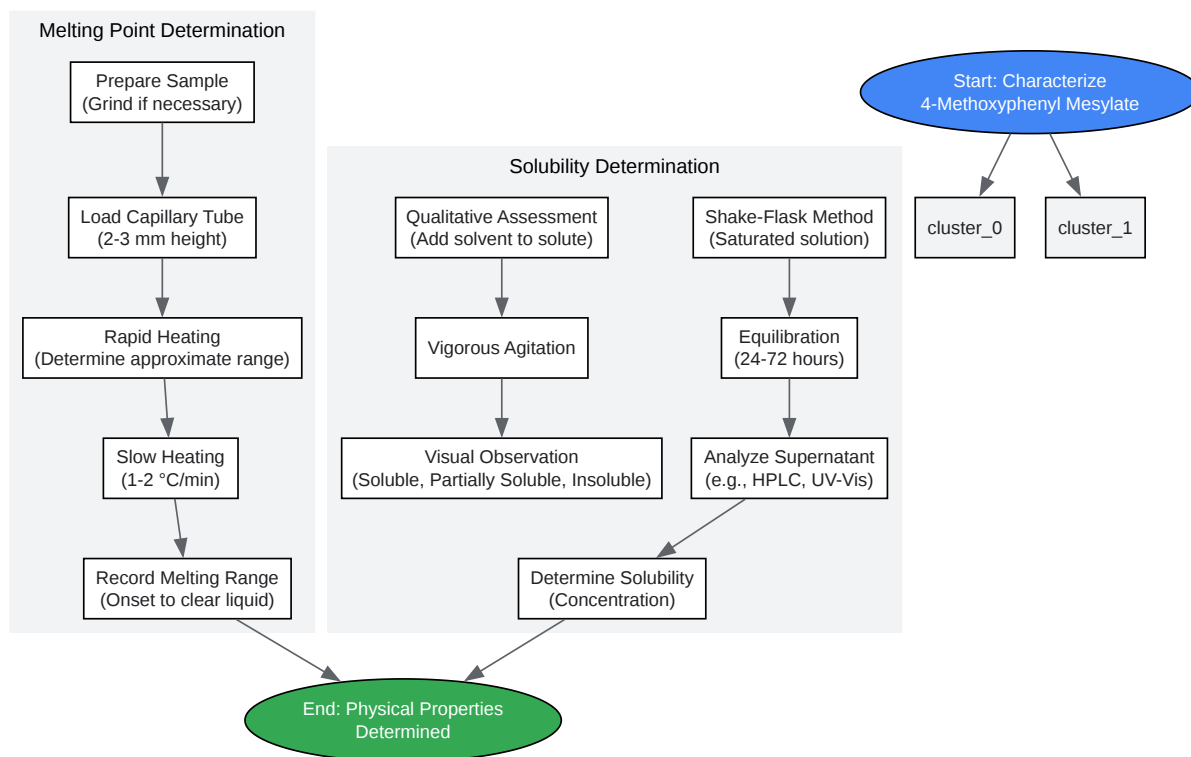 Melting Point Determination
Prepare Sample
(Grind if necessary)
Load Capillary Tube
(2-3 mm height)
Rapid Heating
(Determine approximate range)
Slow Heating
(1-2 °C/min)
Record Melting Range
(Onset to clear liquid)
Solubility Determination
Qualitative Assessment
(Add solvent to solute)
Vigorous Agitation
Visual Observation
(Soluble, Partially Soluble, Insoluble)
Shake-Flask Method
(Saturated solution)
Equilibration
(24-72 hours)
Analyze Supernatant
(e.g., HPLC, UV-Vis)
Determine Solubility
(Concentration)
Start: Characterize
4-Methoxyphenyl Mesylate
cluster_0
cluster_1
End: Physical Properties
Determined